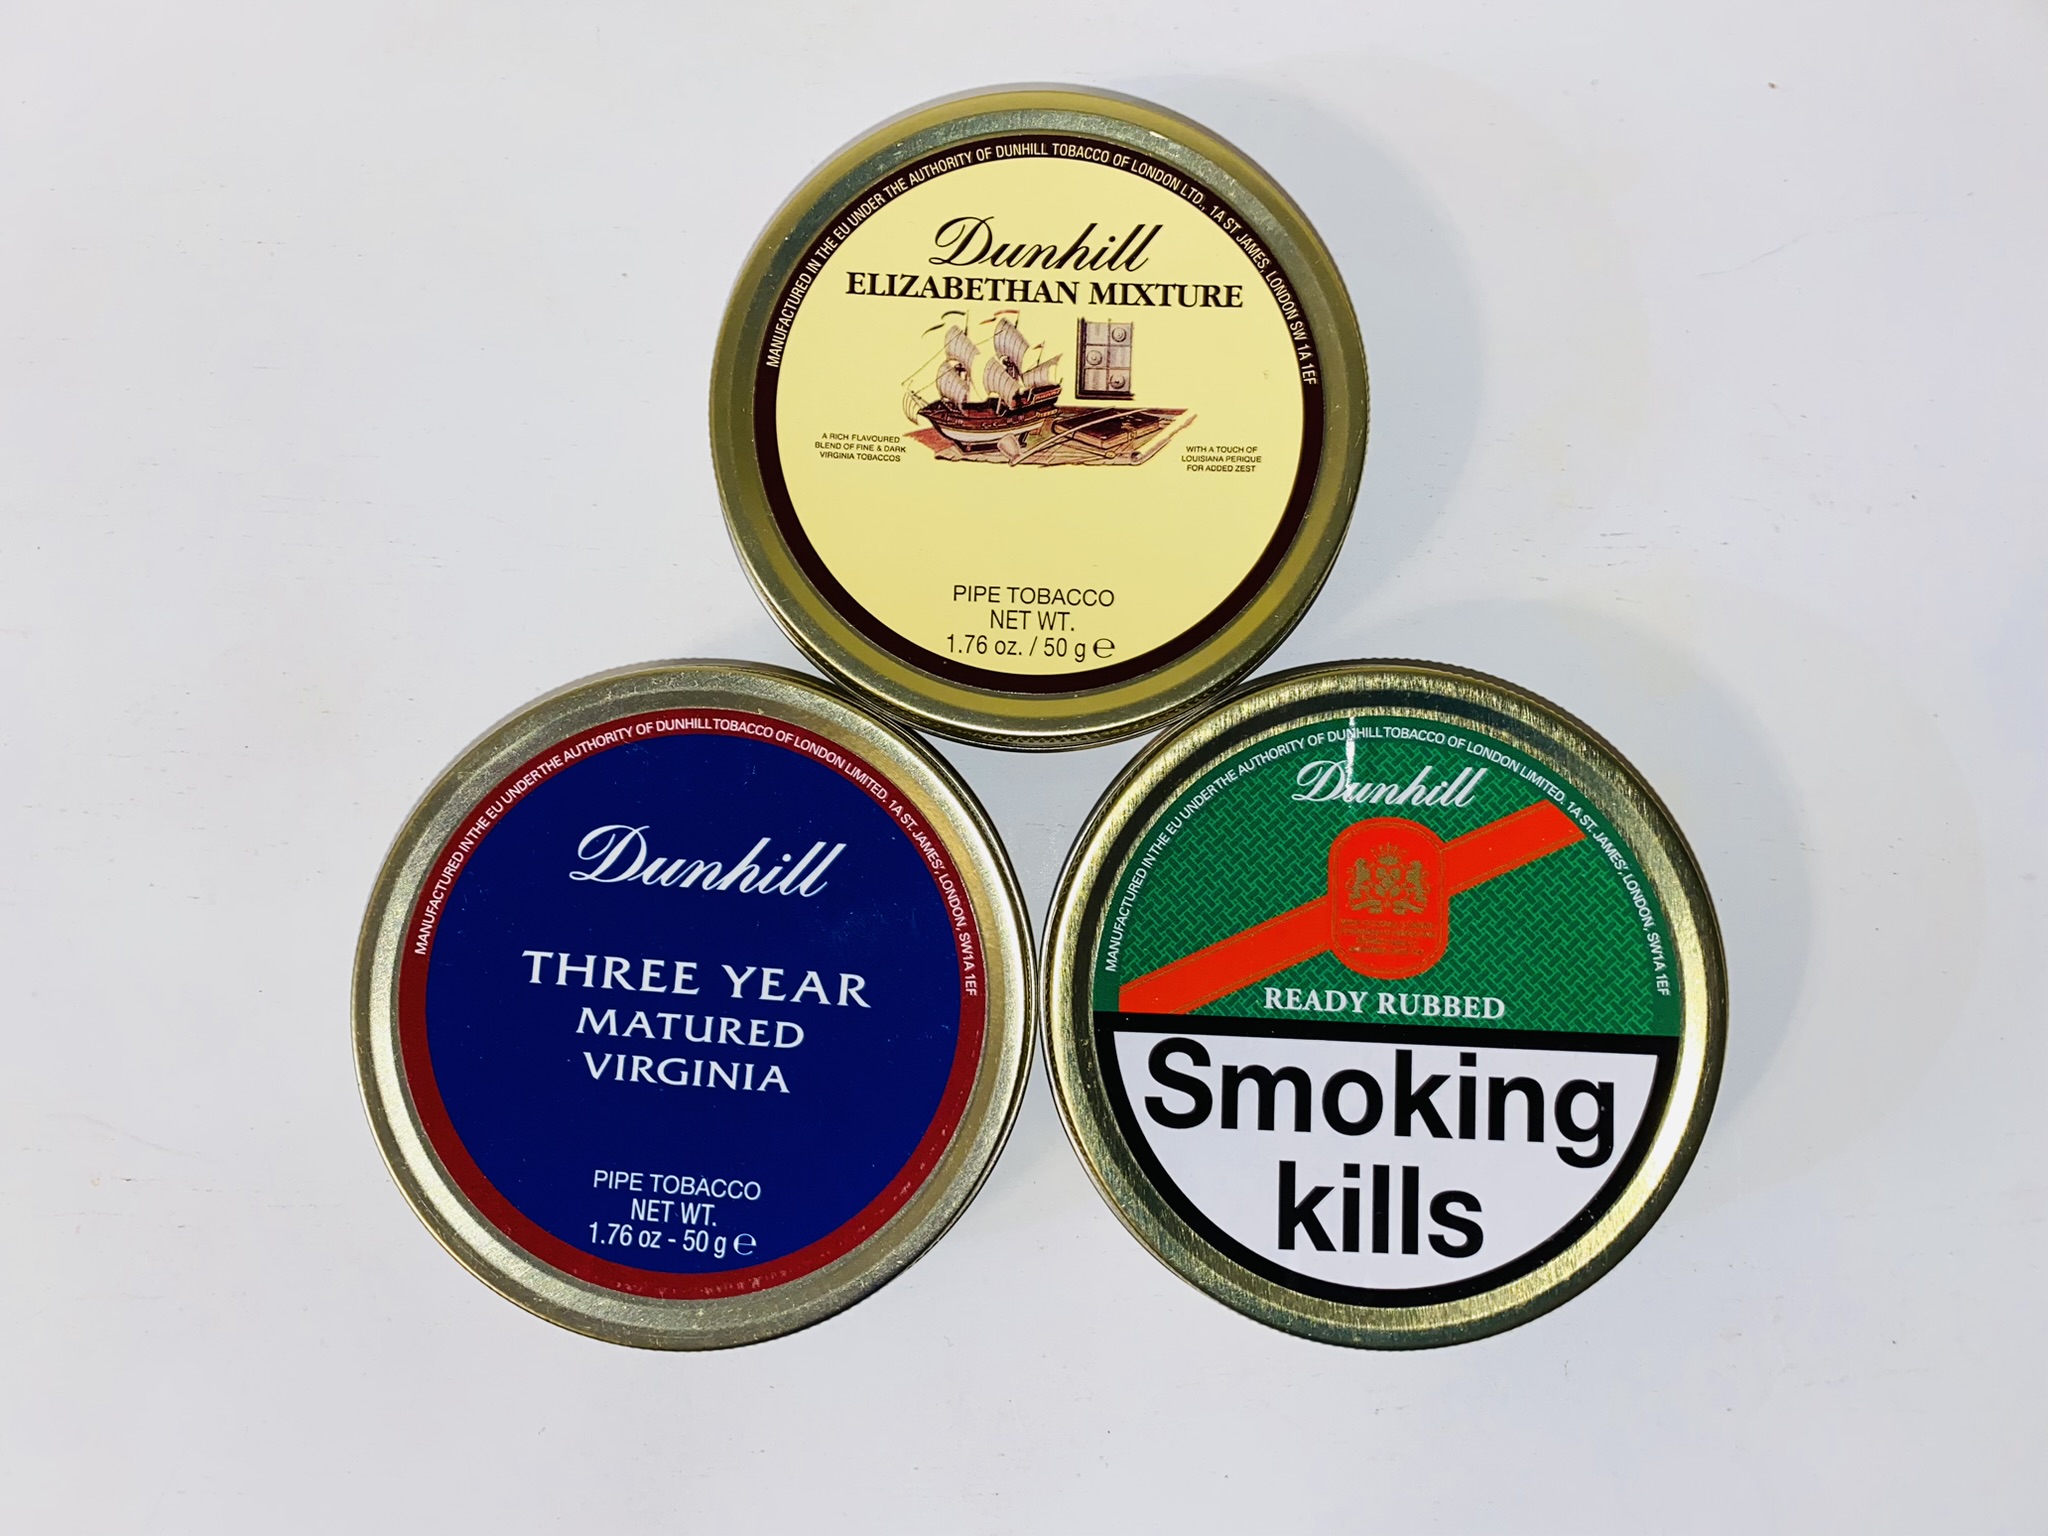 MANUFACTURED IN THE EU UNDER THE AUTHORITY OF DUNHILL TOBACCO OF LONDON LTD., 1A ST JAMES, LONDON SW 1A 1EF
Dunhill
ELIZABETHAN MIXTURE
A RICH FLAVOURED
BLEND OF FINE & DARK
VIRGINIA TOBACCOS
WITH A TOUCH OF
LOUISIANA PERIQUE
FOR ADDED ZEST
PIPE TOBACCO
NET WT.
1.76 oz. / 50 g ℮
MANUFACTURED IN THE EU UNDER THE AUTHORITY OF DUNHILL TOBACCO OF LONDON LIMITED. 1A ST. JAMES', LONDON, SW1A 1EF
Dunhill
THREE YEAR
MATURED
VIRGINIA
PIPE TOBACCO
NET WT.
1.76 oz - 50 g ℮
MANUFACTURED IN THE EU UNDER THE AUTHORITY OF DUNHILL TOBACCO OF LONDON LIMITED. 1A ST. JAMES', LONDON, SW1A 1EF
Dunhill
READY RUBBED
Smoking
kills